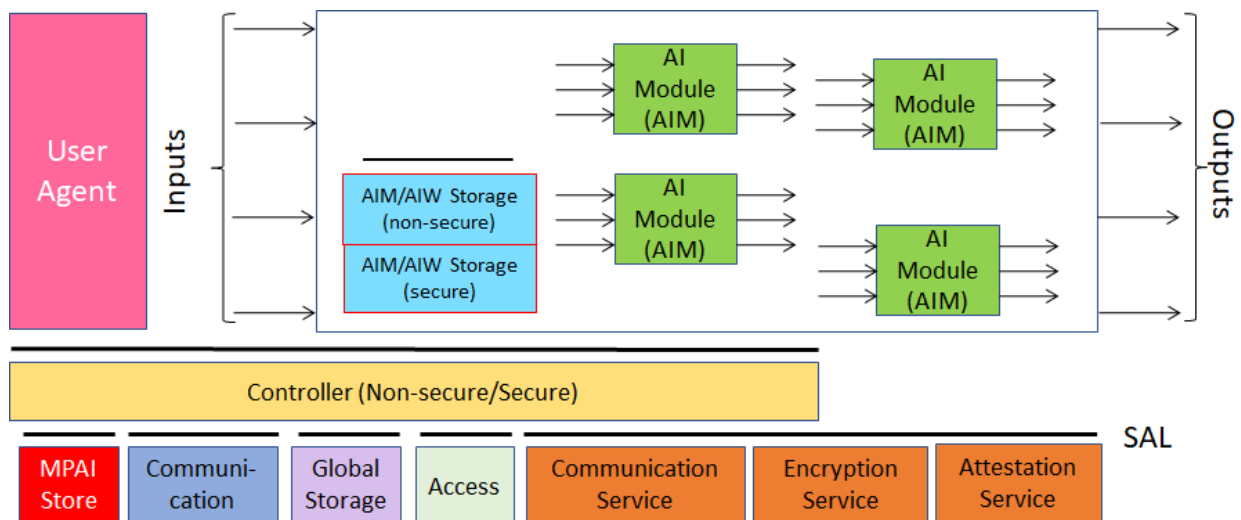 User
Agent
Inputs
AI
Module
(AIM)
AI
Module
(AIM)
AIM/AIW Storage
(non-secure)
AIM/AIW Storage
(secure)
AI
Module
(AIM)
AI
Module
(AIM)
Outputs
Controller (Non-secure/Secure)
MPAI
Store
Communi-
cation
Global
Storage
Access
Communication
Service
Encryption
Service
Attestation
Service
SAL